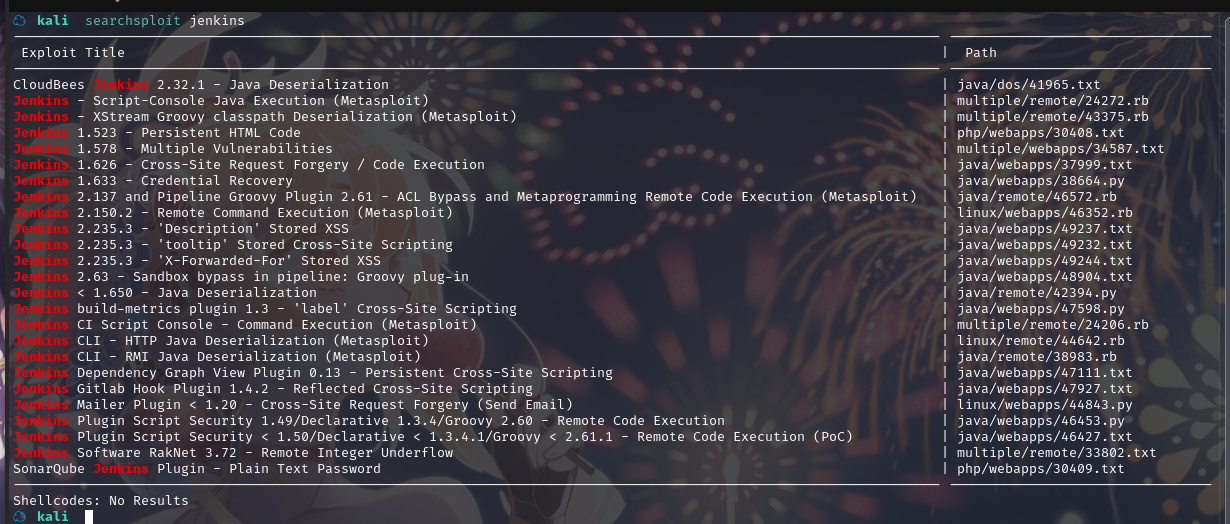 kali searchsploit jenkins
Exploit Title | Path
CloudBees Jenkins 2.32.1 - Java Deserialization | java/dos/41965.txt
Jenkins - Script-Console Java Execution (Metasploit) | multiple/remote/24272.rb
Jenkins - XStream Groovy classpath Deserialization (Metasploit) | multiple/remote/43375.rb
Jenkins 1.523 - Persistent HTML Code | php/webapps/30408.txt
Jenkins 1.578 - Multiple Vulnerabilities | multiple/webapps/34587.txt
Jenkins 1.626 - Cross-Site Request Forgery / Code Execution | java/webapps/37999.txt
Jenkins 1.633 - Credential Recovery | java/webapps/38664.py
Jenkins 2.137 and Pipeline Groovy Plugin 2.61 - ACL Bypass and Metaprogramming Remote Code Execution (Metasploit) | java/remote/46572.rb
Jenkins 2.150.2 - Remote Command Execution (Metasploit) | linux/webapps/46352.rb
Jenkins 2.235.3 - 'Description' Stored XSS | java/webapps/49237.txt
Jenkins 2.235.3 - 'tooltip' Stored Cross-Site Scripting | java/webapps/49232.txt
Jenkins 2.235.3 - 'X-Forwarded-For' Stored XSS | java/webapps/49244.txt
Jenkins 2.63 - Sandbox bypass in pipeline: Groovy plug-in | java/webapps/48904.txt
Jenkins < 1.650 - Java Deserialization | java/remote/42394.py
Jenkins build-metrics plugin 1.3 - 'label' Cross-Site Scripting | java/webapps/47598.py
Jenkins CI Script Console - Command Execution (Metasploit) | multiple/remote/24206.rb
Jenkins CLI - HTTP Java Deserialization (Metasploit) | linux/remote/44642.rb
Jenkins CLI - RMI Java Deserialization (Metasploit) | java/remote/38983.rb
Jenkins Dependency Graph View Plugin 0.13 - Persistent Cross-Site Scripting | java/webapps/47111.txt
Jenkins Gitlab Hook Plugin 1.4.2 - Reflected Cross-Site Scripting | java/webapps/47927.txt
Jenkins Mailer Plugin < 1.20 - Cross-Site Request Forgery (Send Email) | linux/webapps/44843.py
Jenkins Plugin Script Security 1.49/Declarative 1.3.4/Groovy 2.60 - Remote Code Execution | java/webapps/46453.py
Jenkins Plugin Script Security < 1.50/Declarative < 1.3.4.1/Groovy < 2.61.1 - Remote Code Execution (PoC) | java/webapps/46427.txt
Jenkins Software RakNet 3.72 - Remote Integer Underflow | multiple/remote/33802.txt
SonarQube Jenkins Plugin - Plain Text Password | php/webapps/30409.txt
Shellcodes: No Results
kali